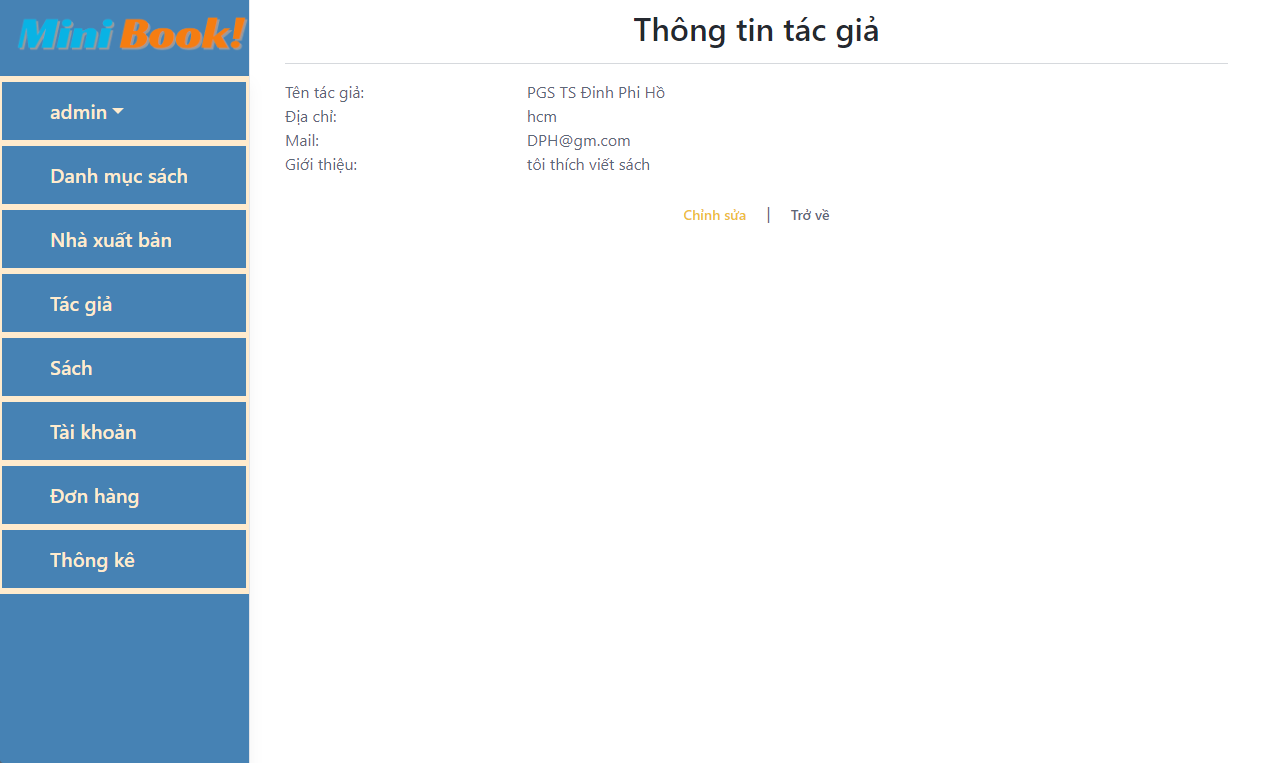 Mini Book!
admin
Danh mục sách
Nhà xuất bản
Tác giả
Sách
Tài khoản
Đơn hàng
Thông kê
Thông tin tác giả
Tên tác giả: PGS TS Đinh Phi Hồ
Địa chỉ: hcm
Mail: DPH@gm.com
Giới thiệu: tôi thích viết sách
Chỉnh sửa | Trở về